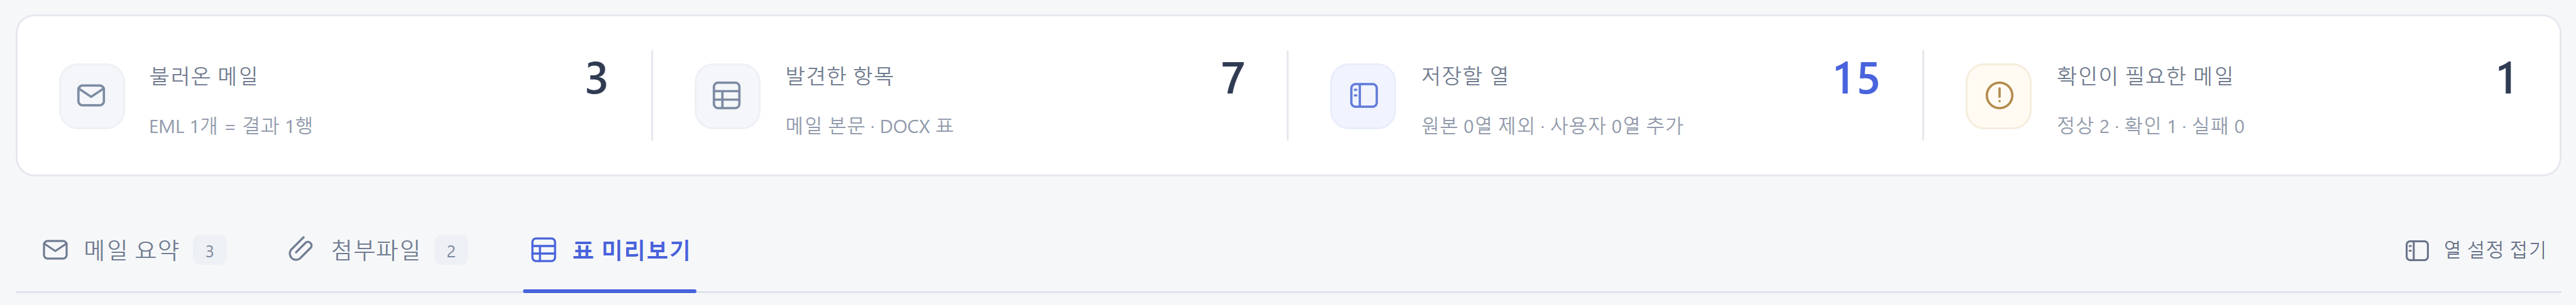 불러온 메일 3
EML 1개 = 결과 1행
발견한 항목 7
메일 본문 · DOCX 표
저장할 열 15
원본 0열 제외 · 사용자 0열 추가
확인이 필요한 메일 1
정상 2 · 확인 1 · 실패 0
메일 요약 3 첨부파일 2 표 미리보기 열 설정 접기